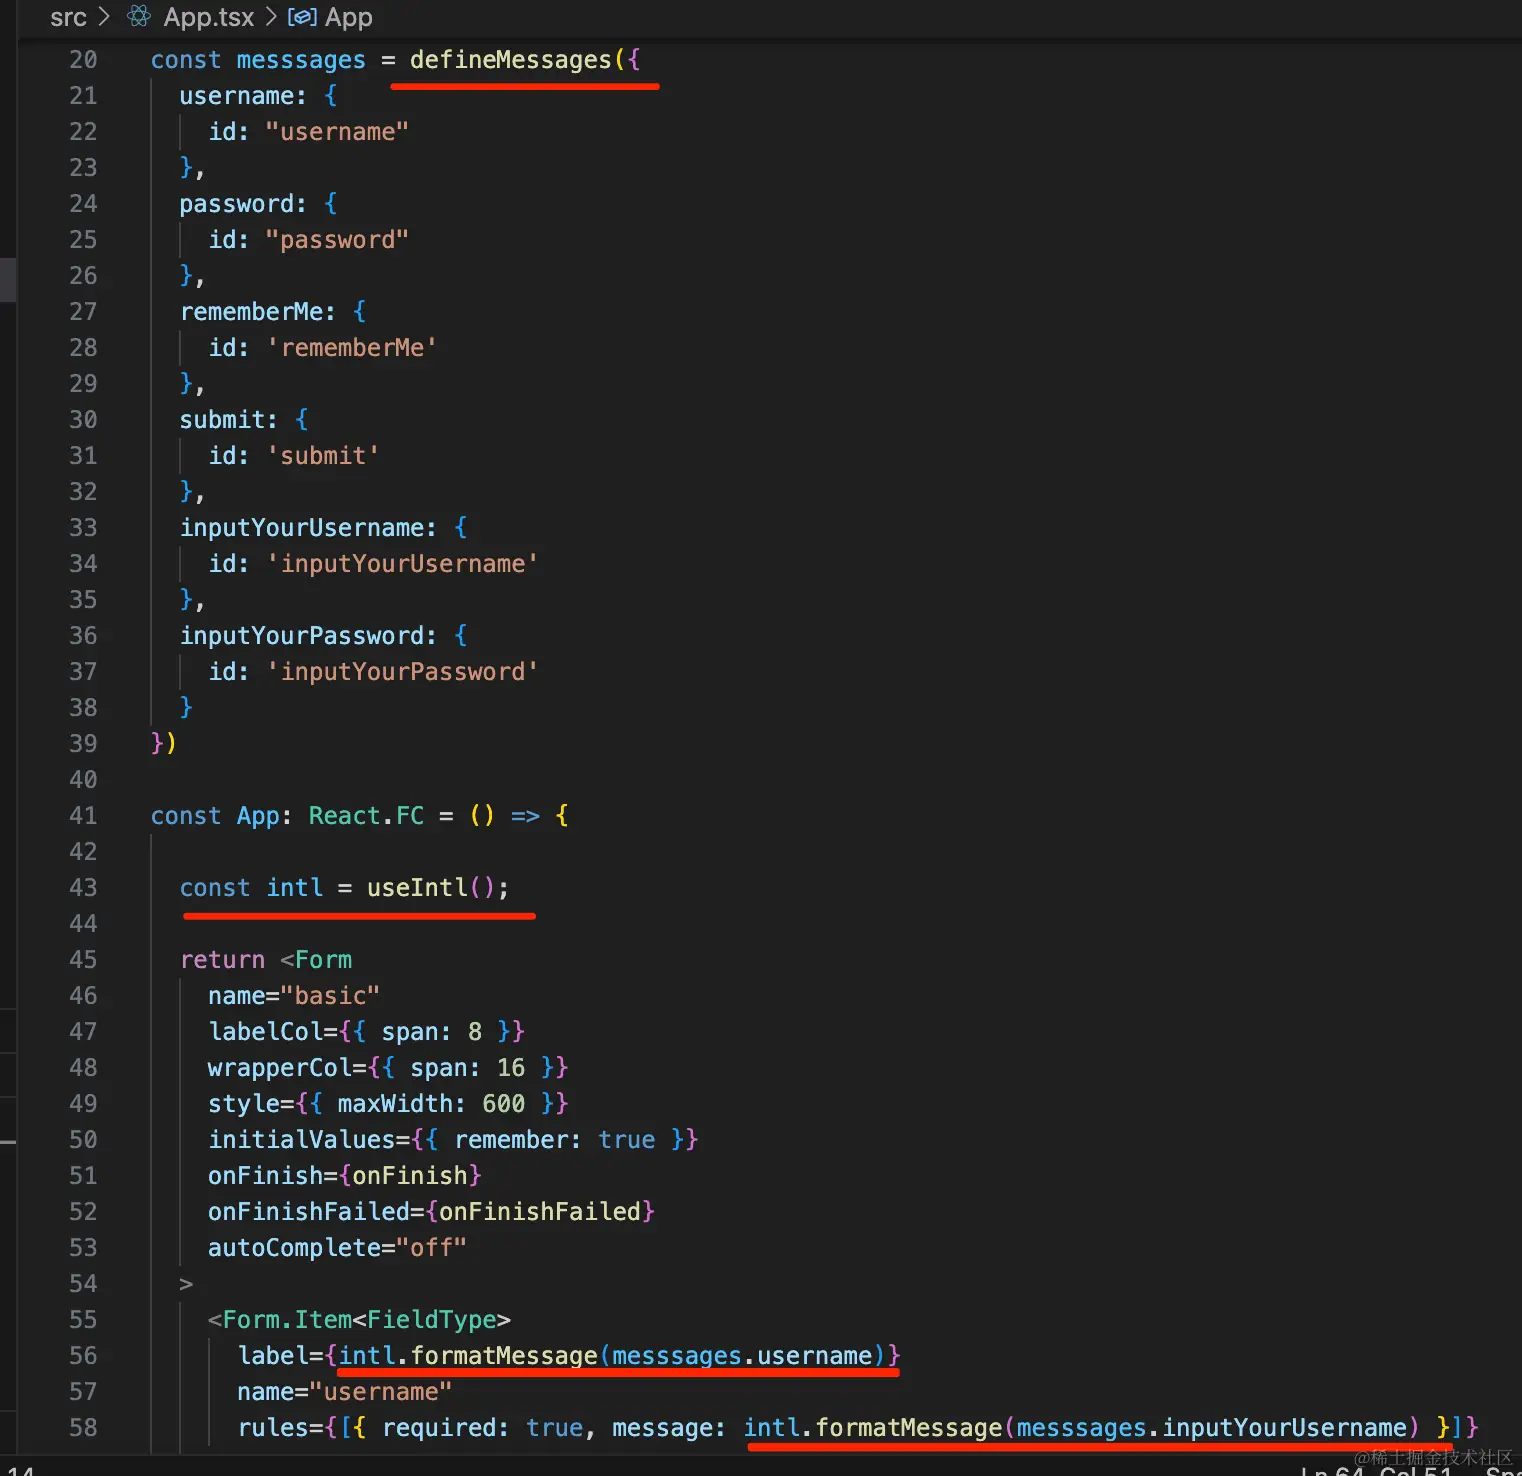 src > App.tsx > App
20 const messsages = defineMessages({
21 username: {
22 id: "username"
23 },
24 password: {
25 id: "password"
26 },
27 rememberMe: {
28 id: 'rememberMe'
29 },
30 submit: {
31 id: 'submit'
32 },
33 inputYourUsername: {
34 id: 'inputYourUsername'
35 },
36 inputYourPassword: {
37 id: 'inputYourPassword'
38 }
39 })
40
41 const App: React.FC = () => {
42
43 const intl = useIntl();
44
45 return <Form
46 name="basic"
47 labelCol={{ span: 8 }}
48 wrapperCol={{ span: 16 }}
49 style={{ maxWidth: 600 }}
50 initialValues={{ remember: true }}
51 onFinish={onFinish}
52 onFinishFailed={onFinishFailed}
53 autoComplete="off"
54 >
55 <Form.Item<FieldType>
56 label={intl.formatMessage(messsages.username)}
57 name="username"
58 rules={[{ required: true, message: intl.formatMessage(messsages.inputYourUsername) }]}
@稀土掘金技术社区
14 Ln 64, Col 51